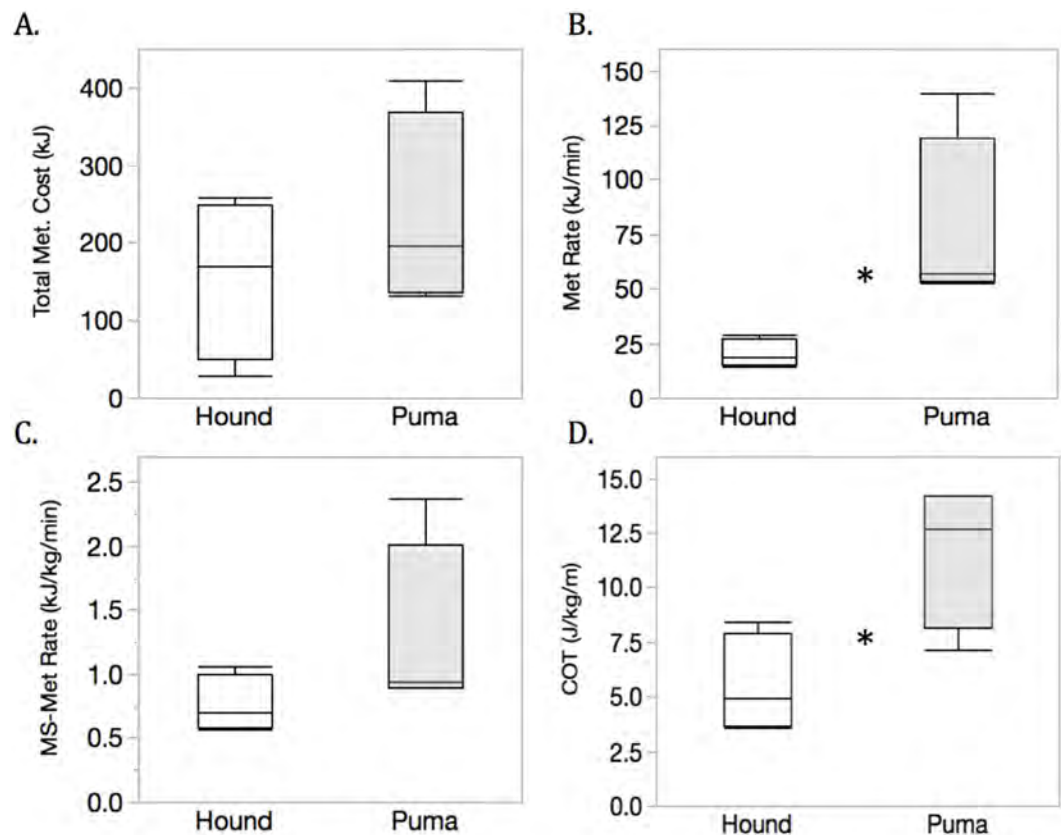 A.
Total Met. Cost (kJ)
400
300
200
100
0
Hound Puma
B.
Met Rate (kJ/min)
150
125
100
75
50
25
0
*
Hound Puma
C.
MS-Met Rate (kJ/kg/min)
2.5
2.0
1.5
1.0
0.5
0.0
Hound Puma
D.
COT (J/kg/m)
15.0
12.5
10.0
7.5
5.0
2.5
0.0
*
Hound Puma